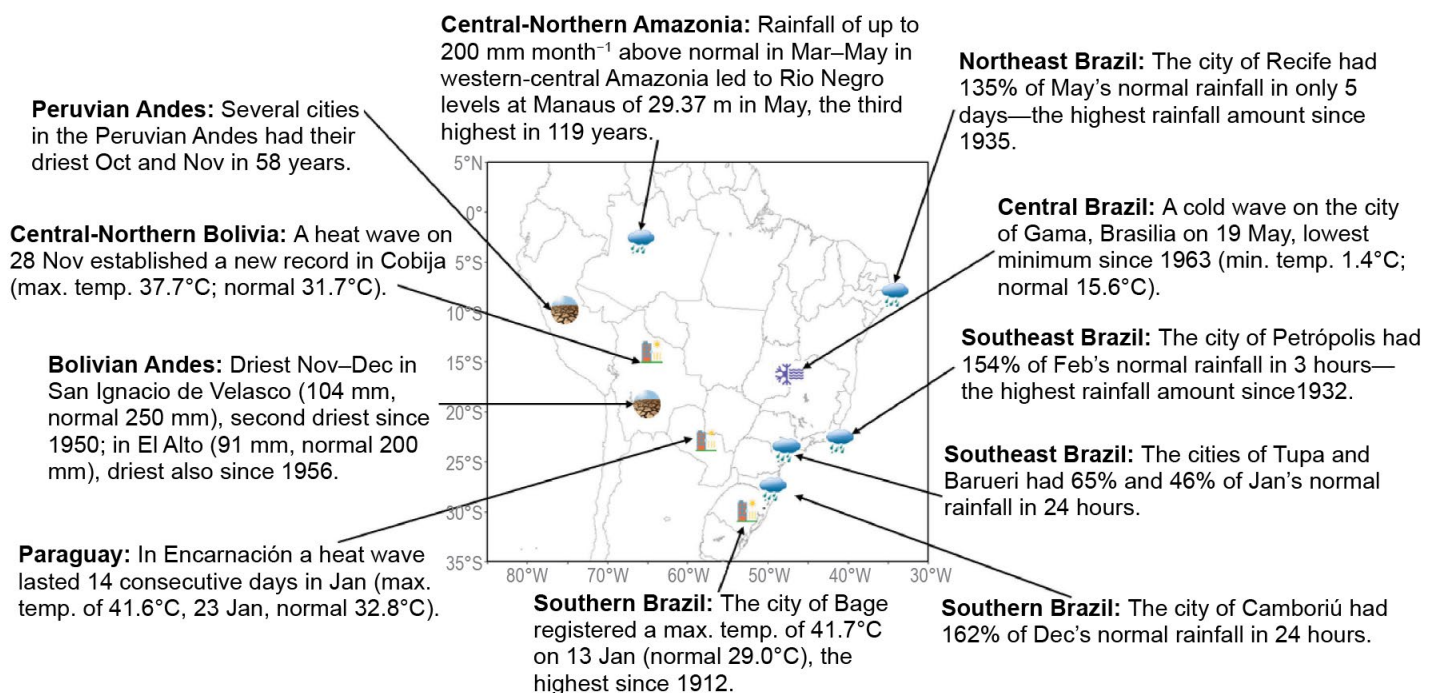 Central-Northern Amazonia: Rainfall of up to
200 mm month⁻¹ above normal in Mar–May in
western-central Amazonia led to Rio Negro
levels at Manaus of 29.37 m in May, the third
highest in 119 years.
Northeast Brazil: The city of Recife had
135% of May’s normal rainfall in only 5
days—the highest rainfall amount since
1935.
Peruvian Andes: Several cities
in the Peruvian Andes had their
driest Oct and Nov in 58 years.
Central Brazil: A cold wave on the city
of Gama, Brasilia on 19 May, lowest
minimum since 1963 (min. temp. 1.4°C;
normal 15.6°C).
Central-Northern Bolivia: A heat wave on
28 Nov established a new record in Cobija
(max. temp. 37.7°C; normal 31.7°C).
Southeast Brazil: The city of Petrópolis had
154% of Feb’s normal rainfall in 3 hours—
the highest rainfall amount since1932.
Bolivian Andes: Driest Nov–Dec in
San Ignacio de Velasco (104 mm,
normal 250 mm), second driest since
1950; in El Alto (91 mm, normal 200
mm), driest also since 1956.
Southeast Brazil: The cities of Tupa and
Barueri had 65% and 46% of Jan’s normal
rainfall in 24 hours.
Paraguay: In Encarnación a heat wave
lasted 14 consecutive days in Jan (max.
temp. of 41.6°C, 23 Jan, normal 32.8°C).
Southern Brazil: The city of Bage
registered a max. temp. of 41.7°C
on 13 Jan (normal 29.0°C), the
highest since 1912.
Southern Brazil: The city of Camboriú had
162% of Dec’s normal rainfall in 24 hours.
5°N
0°
5°S
10°S
15°S
20°S
25°S
30°S
35°S
80°W
70°W
60°W
50°W
40°W
30°W